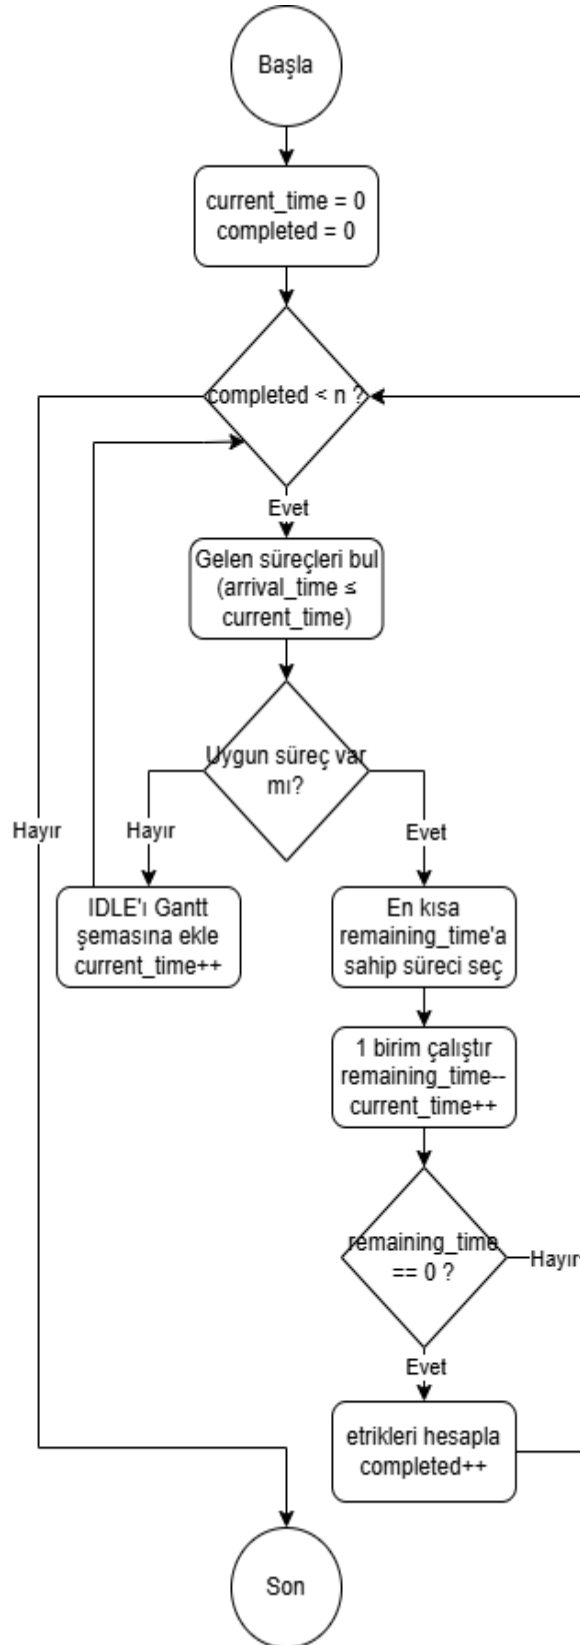 Başla
current_time = 0
completed = 0
completed < n ?
Evet
Gelen süreçleri bul
(arrival_time ≤
current_time)
Uygun süreç var
mı?
Hayır
Hayır
Evet
IDLE'ı Gantt
şemasına ekle
current_time++
En kısa
remaining_time'a
sahip süreci seç
1 birim çalıştır
remaining_time--
current_time++
remaining_time
== 0 ?
Hayır
Evet
etrikleri hesapla
completed++
Son